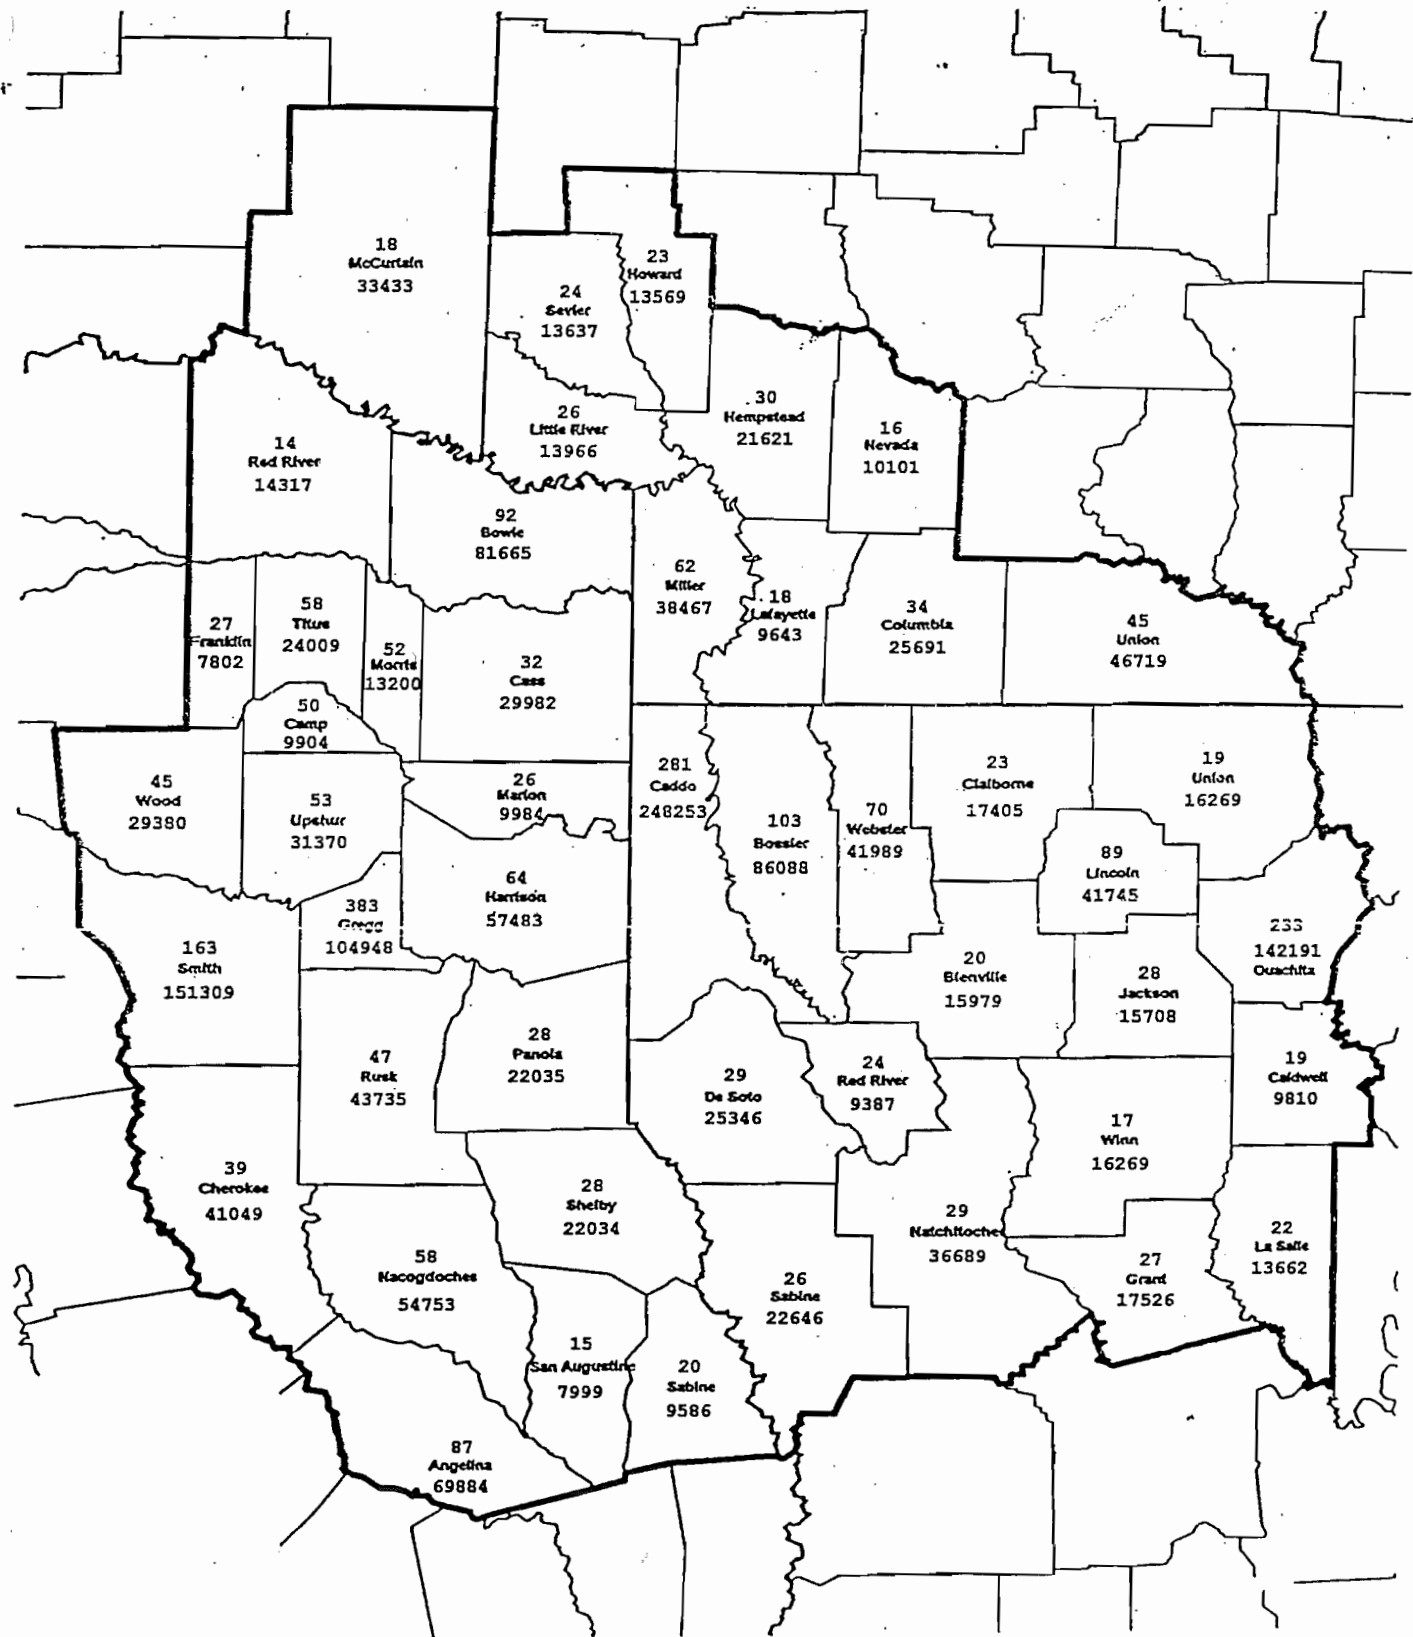 18
McCurtain
33433
23
Howard
13569
24
Sevier
13637
30
Hempstead
21621
26
Little River
13966
16
Nevada
10101
14
Red River
14317
92
Bowie
81665
62
Miller
38467
18
Lafayette
9643
34
Columbia
25691
45
Union
46719
27
Franklin
7802
58
Titus
24009
52
Morris
13200
32
Cass
29982
50
Camp
9904
45
Wood
29380
53
Upshur
31370
26
Marion
9984
281
Caddo
248253
103
Bossier
86088
70
Webster
41989
23
Claiborne
17405
19
Union
16269
89
Lincoln
41745
64
Harrison
57483
383
Gregg
104948
163
Smith
151309
20
Bienville
15979
28
Jackson
15708
233
142191
Ouachita
47
Rusk
43735
28
Panola
22035
29
De Soto
25346
24
Red River
9387
19
Caldwell
9810
17
Winn
16269
39
Cherokee
41049
28
Shelby
22034
29
Natchitoche
36689
22
La Salle
13662
58
Nacogdoches
54753
26
Sabine
22646
27
Grant
17526
15
San Augustine
7999
20
Sabine
9586
87
Angelina
69884